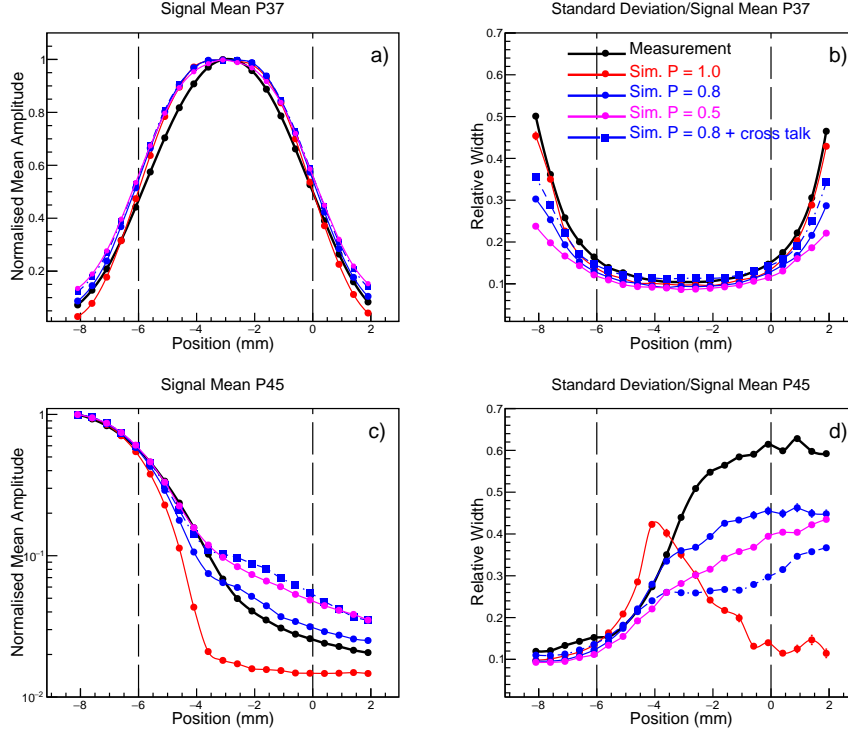 Signal Mean P37
a)
Normalised Mean Amplitude
1
0.8
0.6
0.4
0.2
−8 −6 −4 −2 0 2
Position (mm)
Standard Deviation/Signal Mean P37
b)
Measurement
Sim. P = 1.0
Sim. P = 0.8
Sim. P = 0.5
Sim. P = 0.8 + cross talk
Relative Width
0.7
0.6
0.5
0.4
0.3
0.2
0.1
−8 −6 −4 −2 0 2
Position (mm)
Signal Mean P45
c)
Normalised Mean Amplitude
1
10−1
10−2
−8 −6 −4 −2 0 2
Position (mm)
Standard Deviation/Signal Mean P45
d)
Relative Width
0.7
0.6
0.5
0.4
0.3
0.2
0.1
−8 −6 −4 −2 0 2
Position (mm)